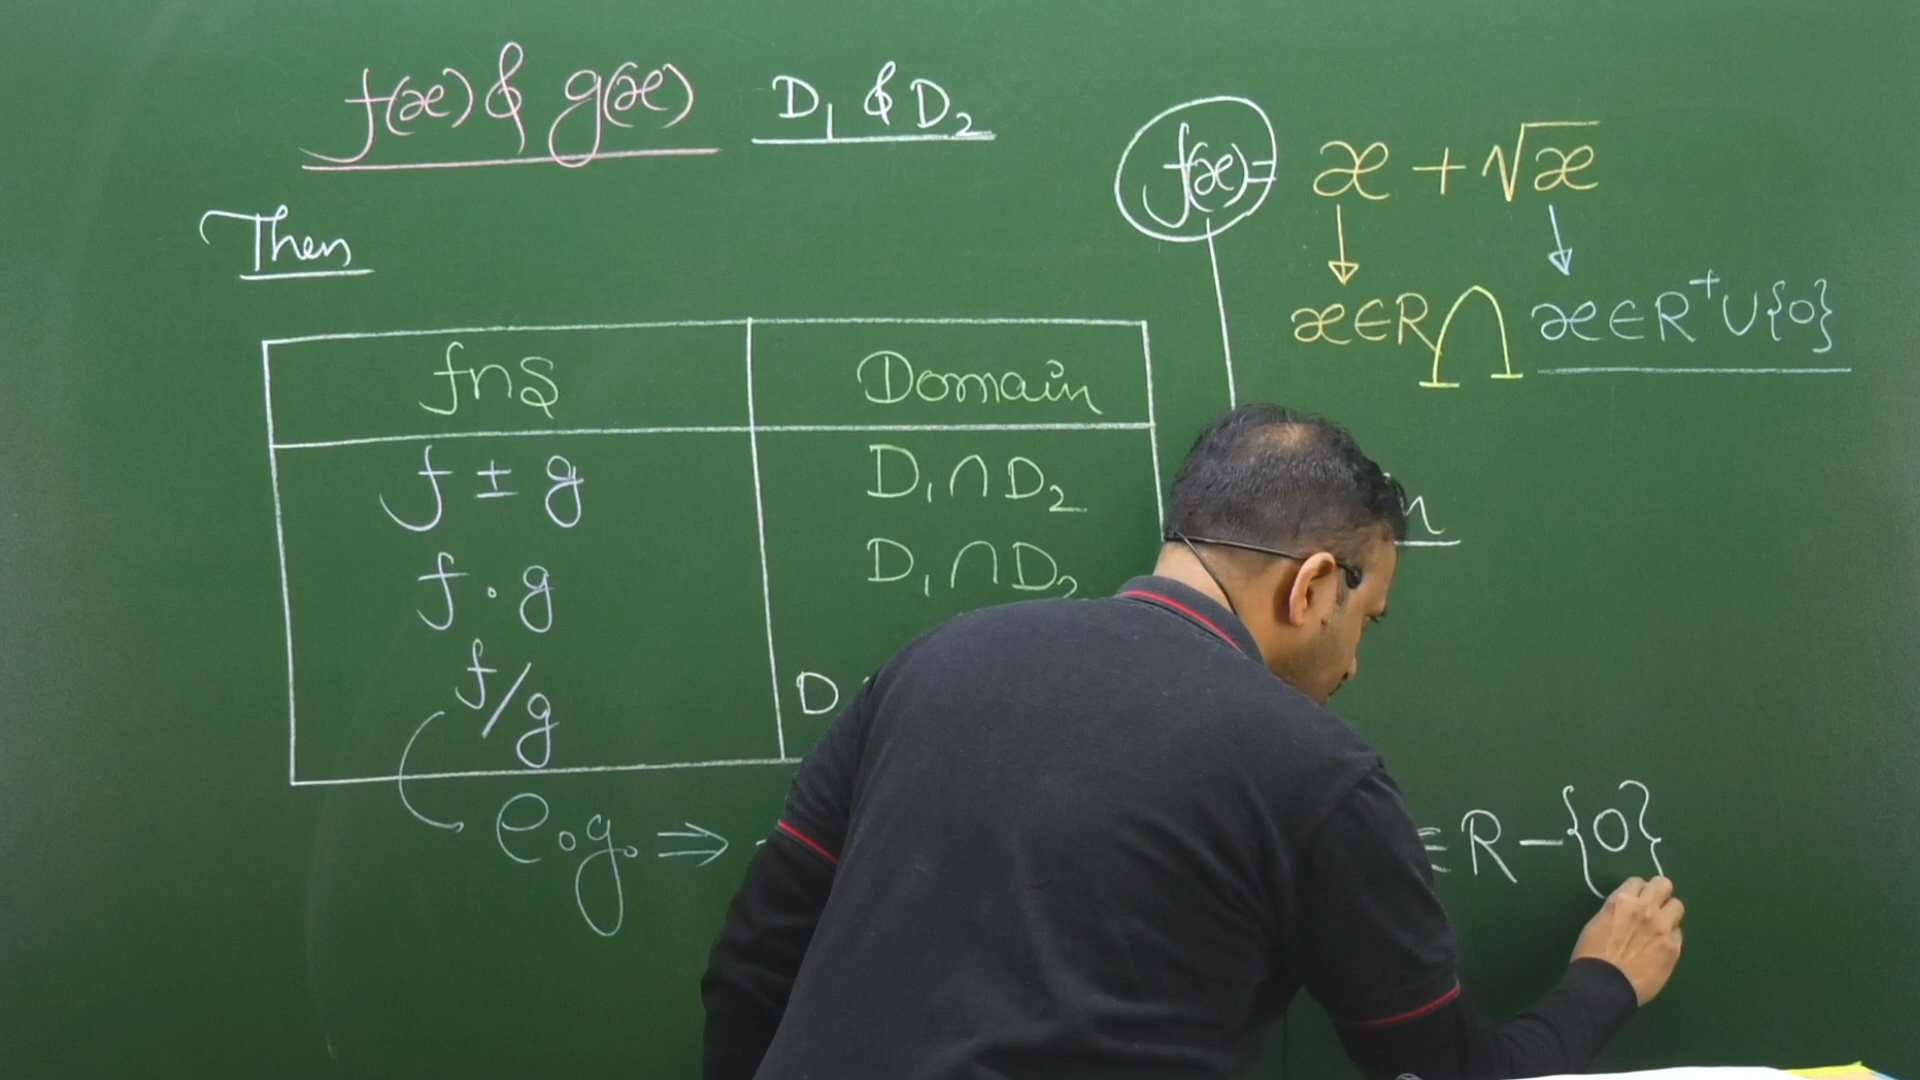 f(x) & g(x) D₁ & D₂
f(x) = x + √x
Then
x∈R ∩ x∈R⁺∪{0}
fns Domain
f ± g D₁∩D₂
f . g D₁∩D₂
f/g D
e.g. ⇒ ∈R-{0}